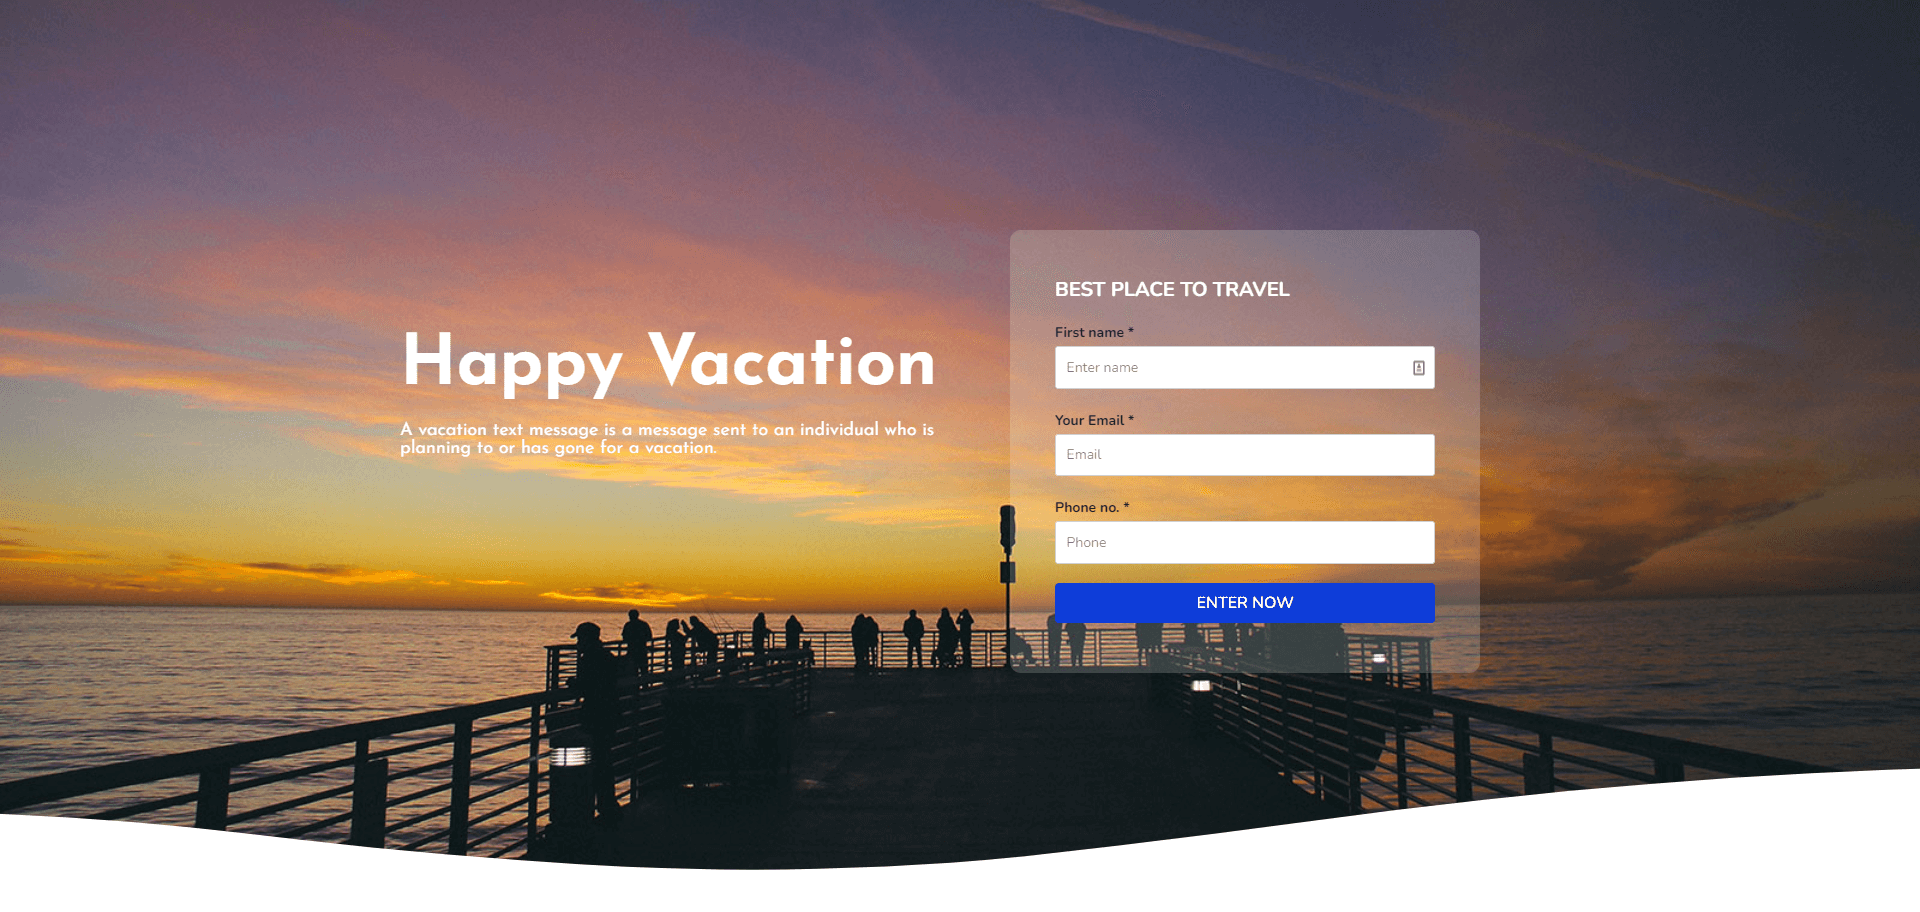 Happy Vacation
A vacation text message is a message sent to an individual who is
planning to or has gone for a vacation.
BEST PLACE TO TRAVEL
First name *
Enter name
Your Email *
Email
Phone no. *
Phone
ENTER NOW